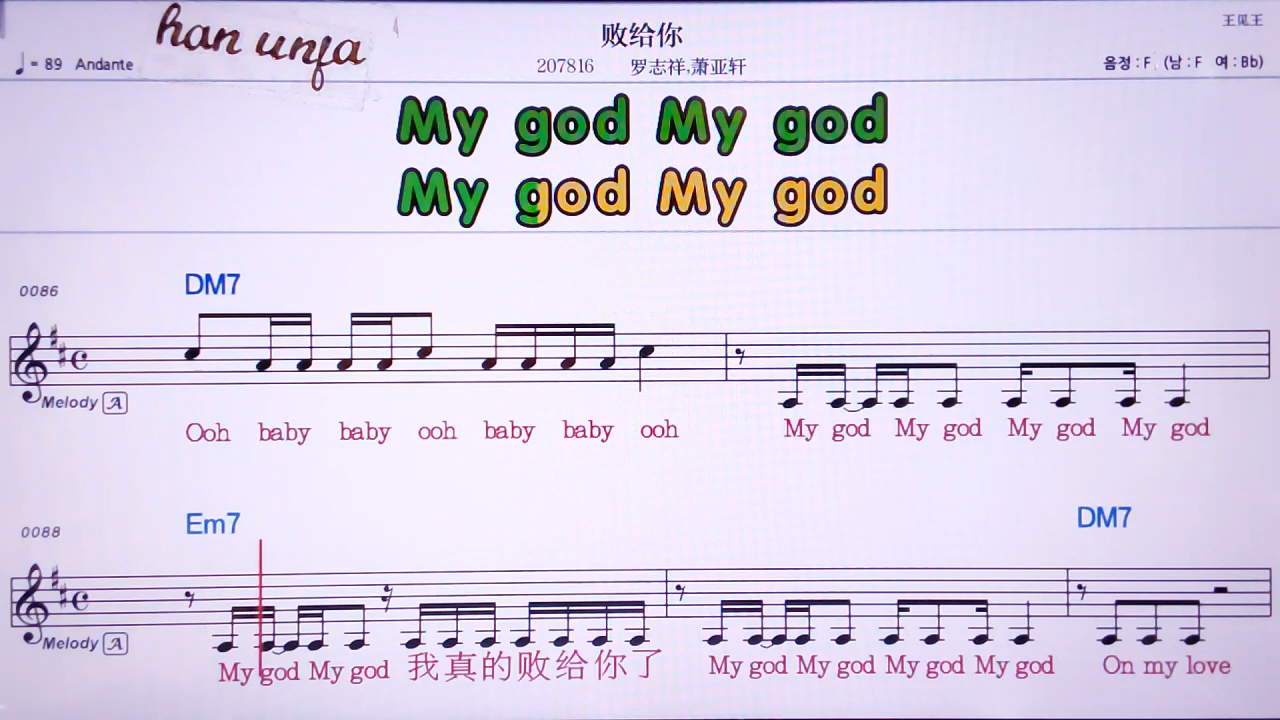 han unfa
败给你
王见王
♩= 89 Andante
207816 罗志祥,萧亚轩
음정:F (남:F 여:Bb)
My god My god
My god My god
DM7
0086
Melody A
Ooh baby baby ooh baby baby ooh My god My god My god My god
Em7 DM7
0088
Melody A
My god My god 我真的败给你了 My god My god My god My god On my love